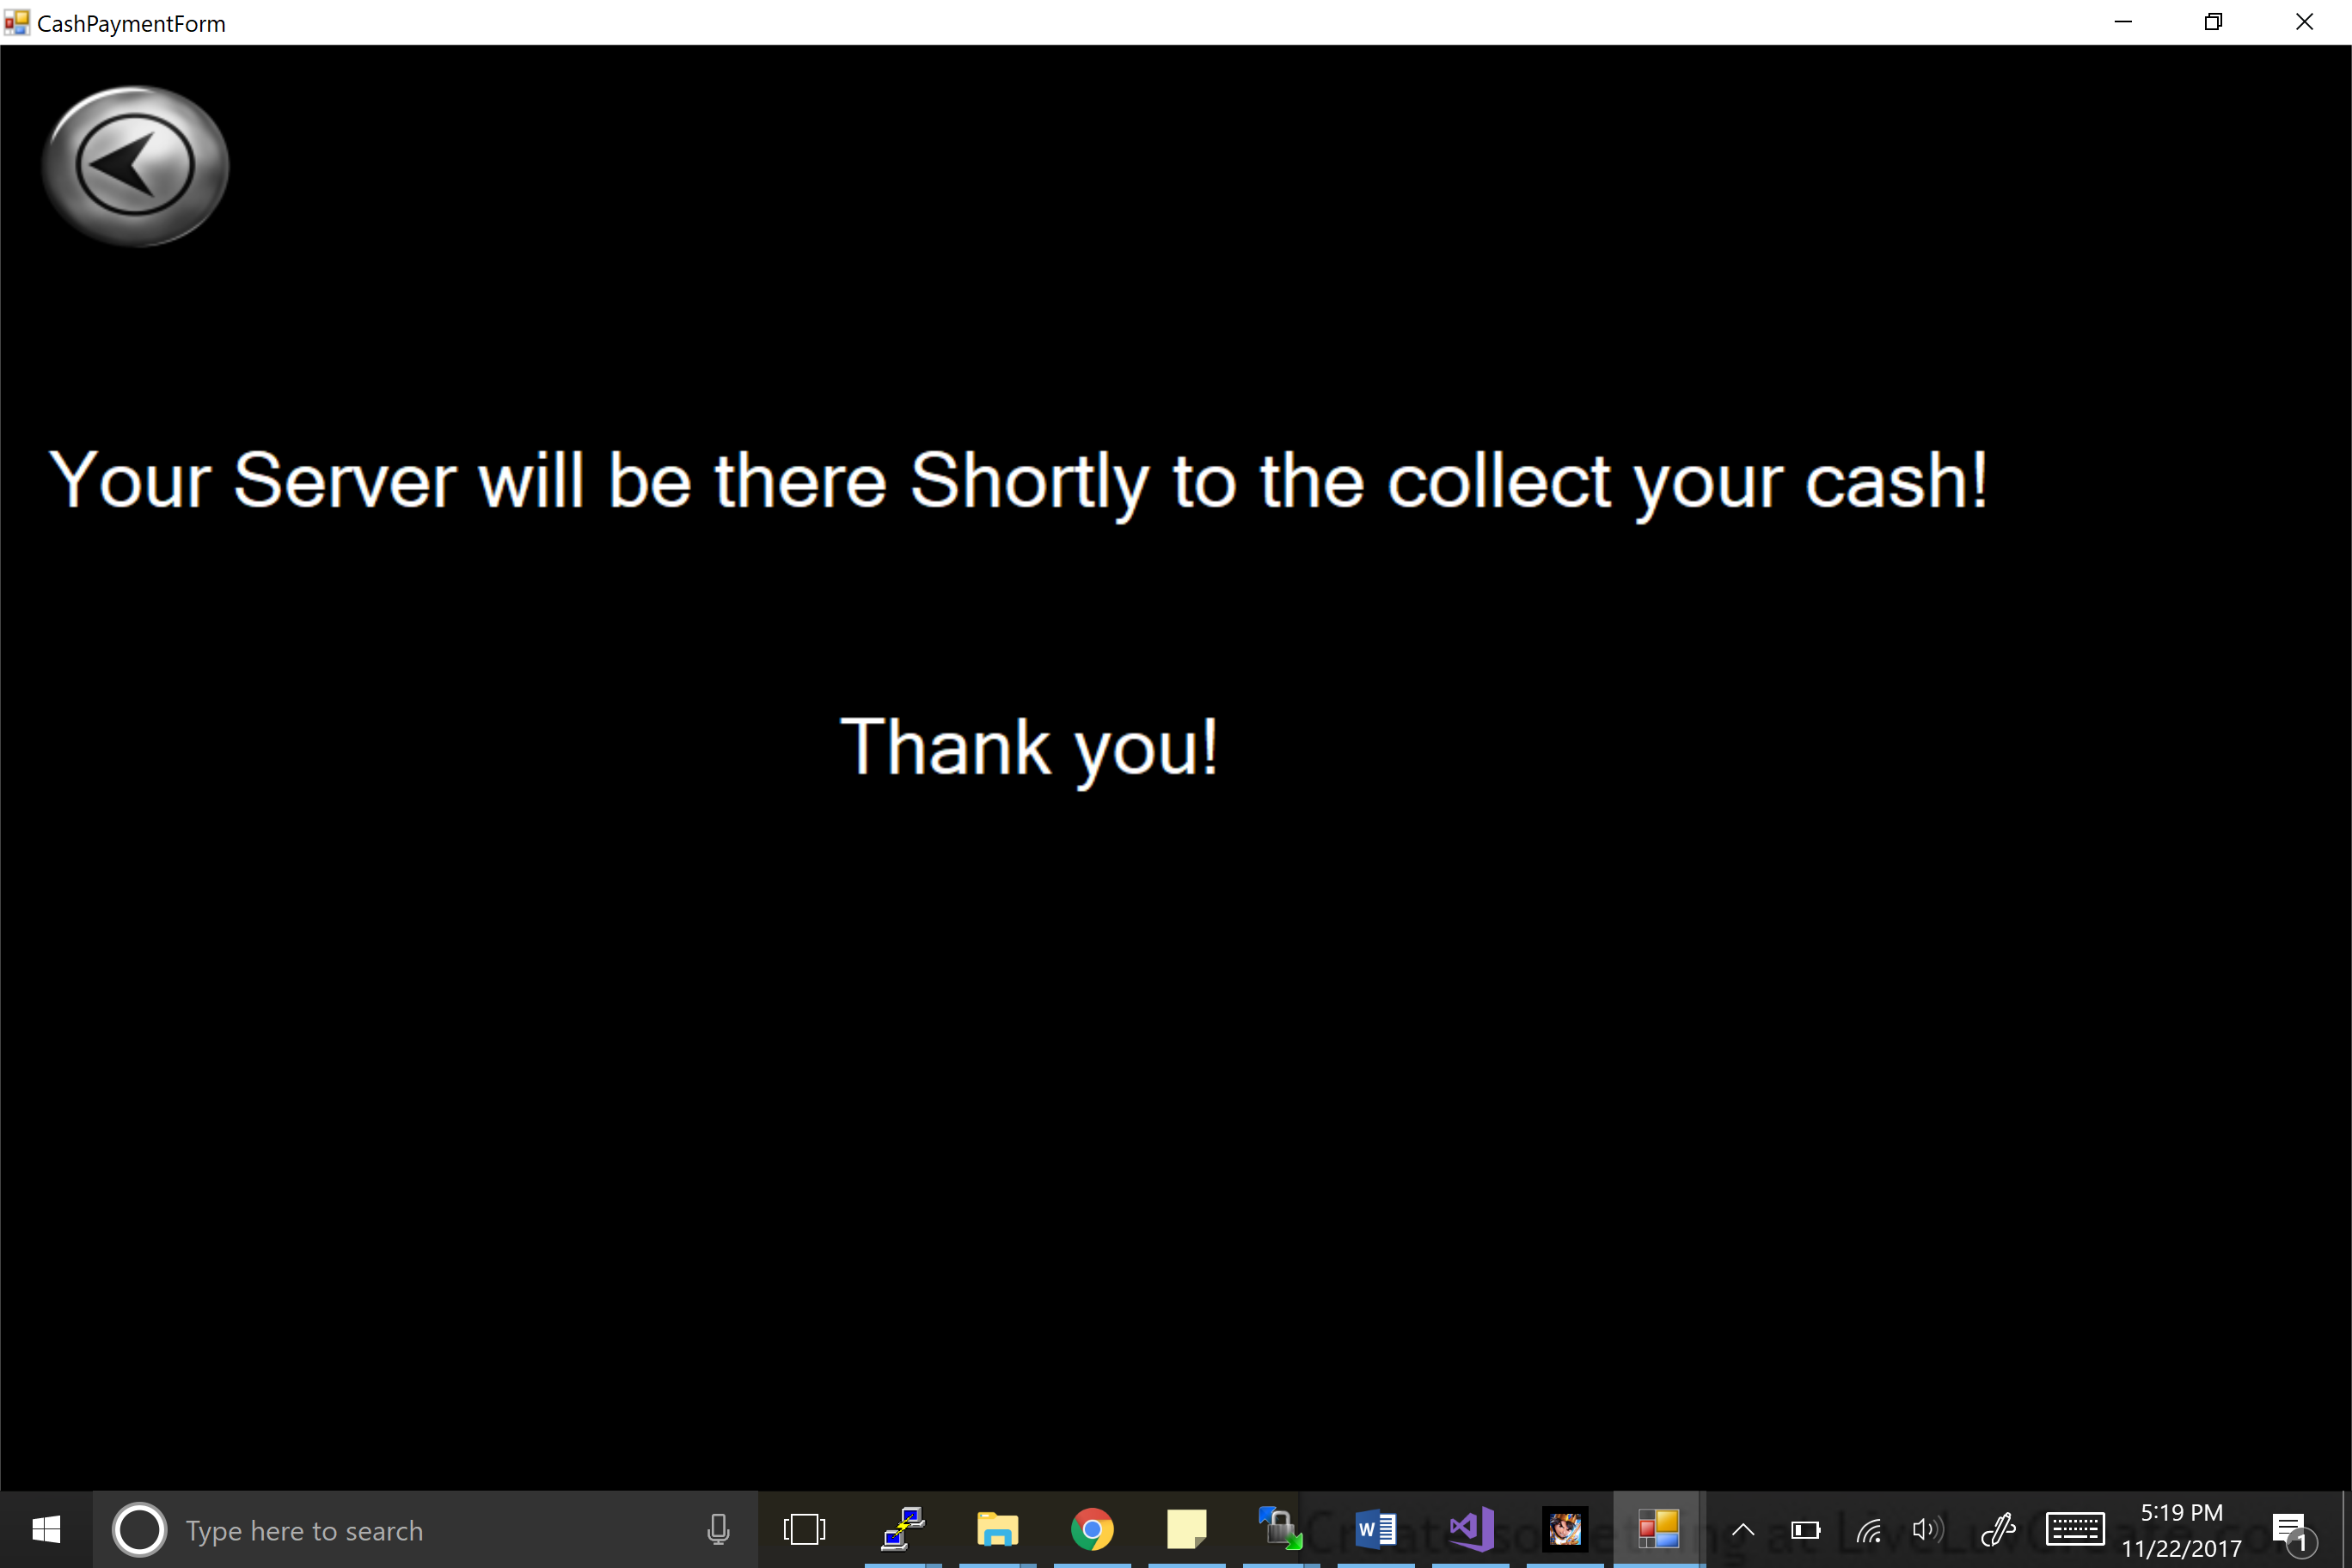 CashPaymentForm
Your Server will be there Shortly to the collect your cash!
Thank you!
Type here to search
5:19 PM
11/22/2017
1